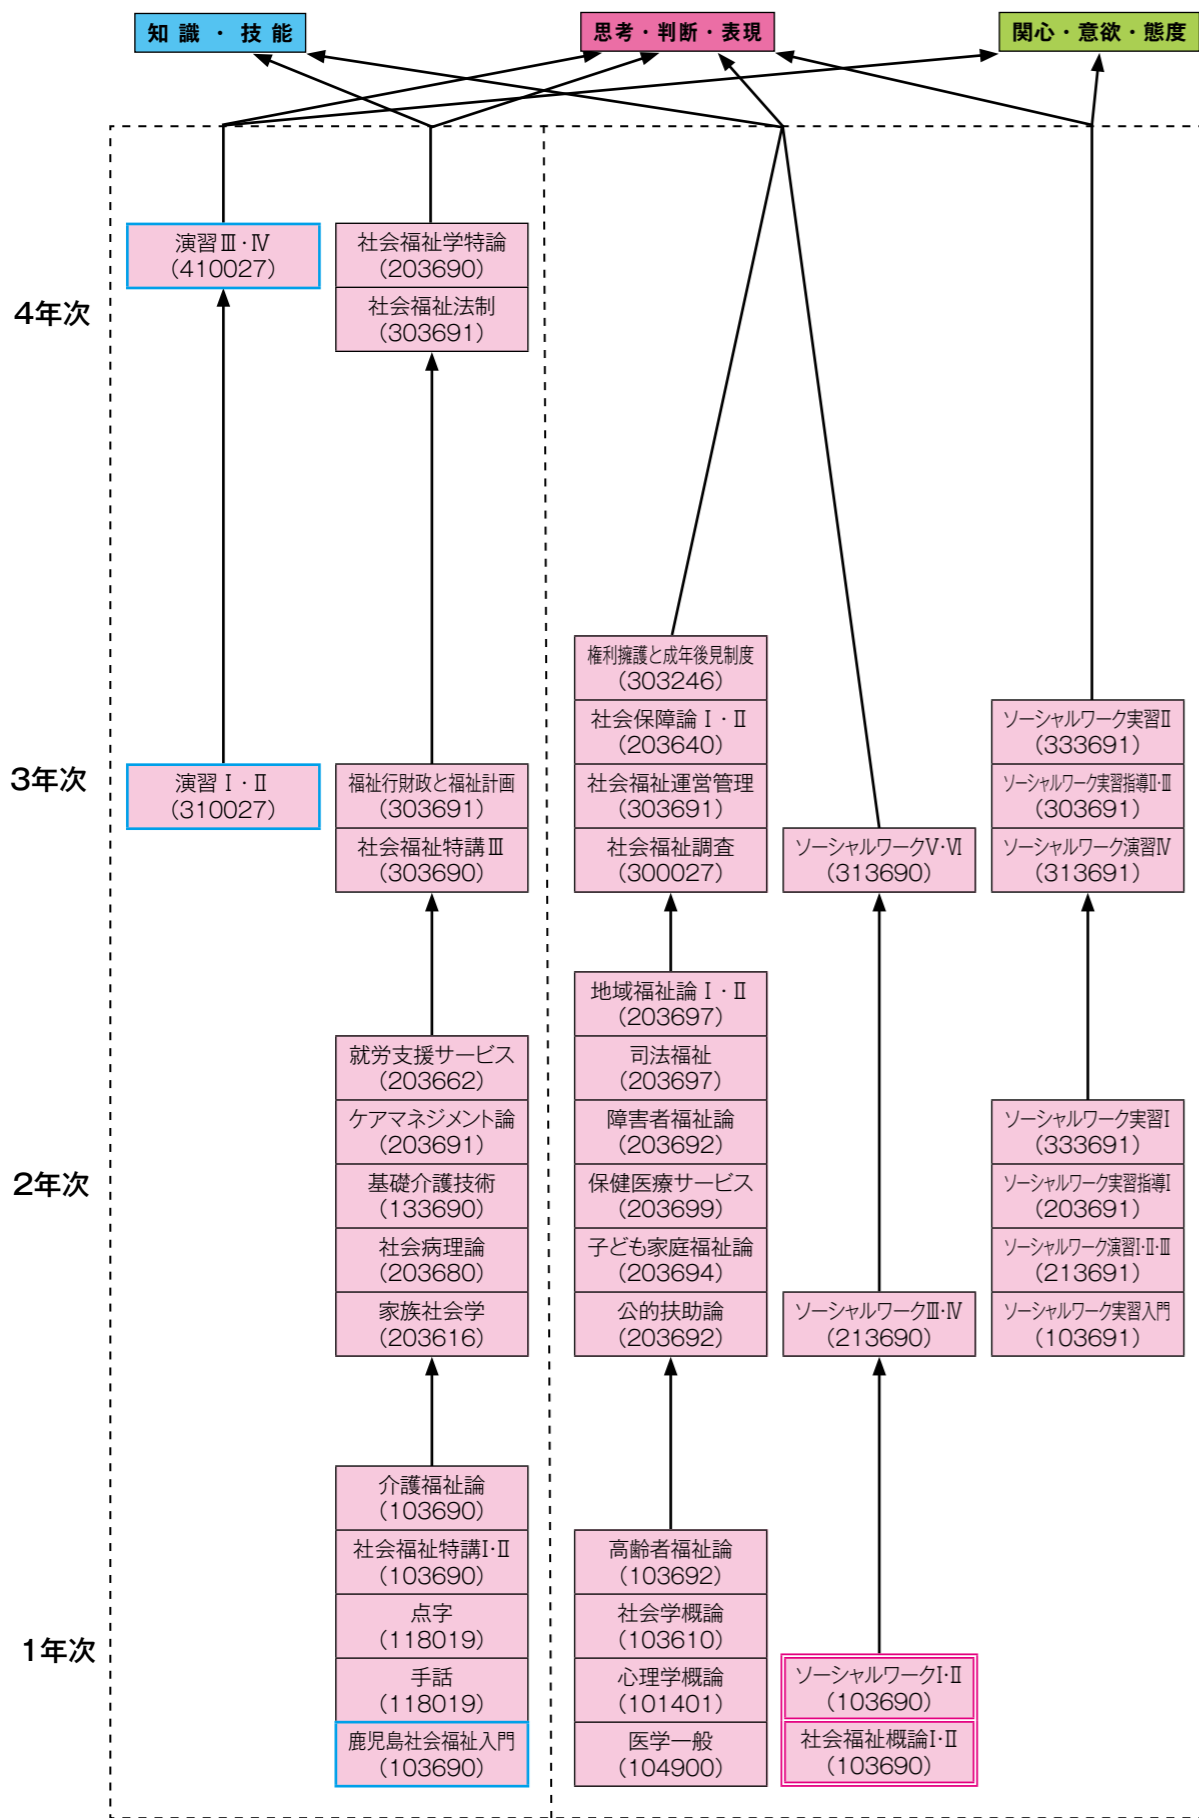 知識・技能
思考・判断・表現
関心・意欲・態度
4年次
演習Ⅲ・Ⅳ
(410027)
社会福祉学特論
(203690)
社会福祉法制
(303691)
3年次
演習Ⅰ・Ⅱ
(310027)
福祉行財政と福祉計画
(303691)
社会福祉特講Ⅲ
(303690)
権利擁護と成年後見制度
(303246)
社会保障論Ⅰ・Ⅱ
(203640)
社会福祉運営管理
(303691)
社会福祉調査
(300027)
ソーシャルワークⅤ・Ⅵ
(313690)
ソーシャルワーク実習Ⅱ
(333691)
ソーシャルワーク実習指導Ⅱ・Ⅲ
(303691)
ソーシャルワーク演習Ⅳ
(313691)
2年次
就労支援サービス
(203662)
ケアマネジメント論
(203691)
基礎介護技術
(133690)
社会病理論
(203680)
家族社会学
(203616)
地域福祉論Ⅰ・Ⅱ
(203697)
司法福祉
(203697)
障害者福祉論
(203692)
保健医療サービス
(203699)
子ども家庭福祉論
(203694)
公的扶助論
(203692)
ソーシャルワークⅢ・Ⅳ
(213690)
ソーシャルワーク実習Ⅰ
(333691)
ソーシャルワーク実習指導Ⅰ
(203691)
ソーシャルワーク演習Ⅰ・Ⅱ・Ⅲ
(213691)
ソーシャルワーク実習入門
(103691)
1年次
介護福祉論
(103690)
社会福祉特講Ⅰ・Ⅱ
(103690)
点字
(118019)
手話
(118019)
鹿児島社会福祉入門
(103690)
高齢者福祉論
(103692)
社会学概論
(103610)
心理学概論
(101401)
医学一般
(104900)
ソーシャルワークⅠ・Ⅱ
(103690)
社会福祉概論Ⅰ・Ⅱ
(103690)